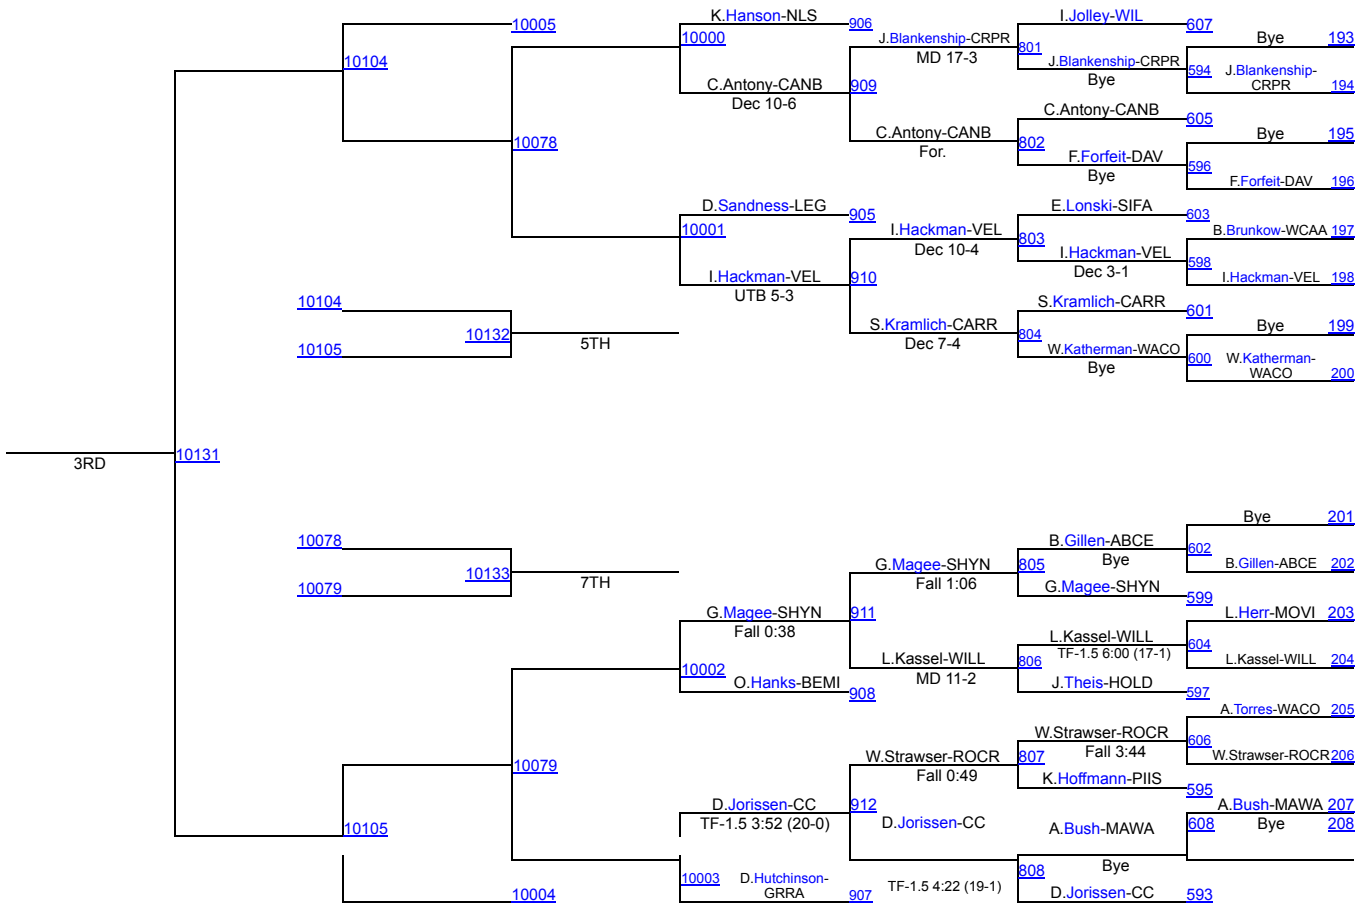 10005
K.Hanson-NLS
906
I.Jolley-WIL
607
10000
J.Blankenship-CRPR
801
Bye 193
MD 17-3
10104
J.Blankenship-CRPR
594
J.Blankenship-
CRPR
194
Bye
C.Antony-CANB
909
Dec 10-6
C.Antony-CANB
605
10078
C.Antony-CANB
802
Bye 195
For.
F.Forfeit-DAV
596
Bye
F.Forfeit-DAV 196
D.Sandness-LEG
905
E.Lonski-SIFA
603
10001
I.Hackman-VEL
803
B.Brunkow-WCAA 197
Dec 10-4
I.Hackman-VEL
598
Dec 3-1
I.Hackman-VEL
910
I.Hackman-VEL 198
UTB 5-3
10104
S.Kramlich-CARR
601
S.Kramlich-CARR
804
Bye 199
10132
5TH
Dec 7-4
10105
W.Katherman-WACO
600
W.Katherman-
WACO
200
Bye
10131
3RD
Bye 201
10078
B.Gillen-ABCE
602
Bye
G.Magee-SHYN
805
B.Gillen-ABCE 202
10133
7TH
Fall 1:06
10079
G.Magee-SHYN
599
G.Magee-SHYN
911
L.Herr-MOVI 203
Fall 0:38
L.Kassel-WILL
604
TF-1.5 6:00 (17-1)
L.Kassel-WILL
806
L.Kassel-WILL 204
10002
MD 11-2
O.Hanks-BEMI
908
J.Theis-HOLD
597
A.Torres-WACO 205
W.Strawser-ROCR
606
Fall 3:44
10079
W.Strawser-ROCR
807
W.Strawser-ROCR 206
Fall 0:49
K.Hoffmann-PIIS
595
D.Jorissen-CC
912
A.Bush-MAWA 207
TF-1.5 3:52 (20-0)
D.Jorissen-CC
A.Bush-MAWA
608
Bye 208
10105
Bye
10003
D.Hutchinson-
GRRA
907
TF-1.5 4:22 (19-1)
808
10004
D.Jorissen-CC
593